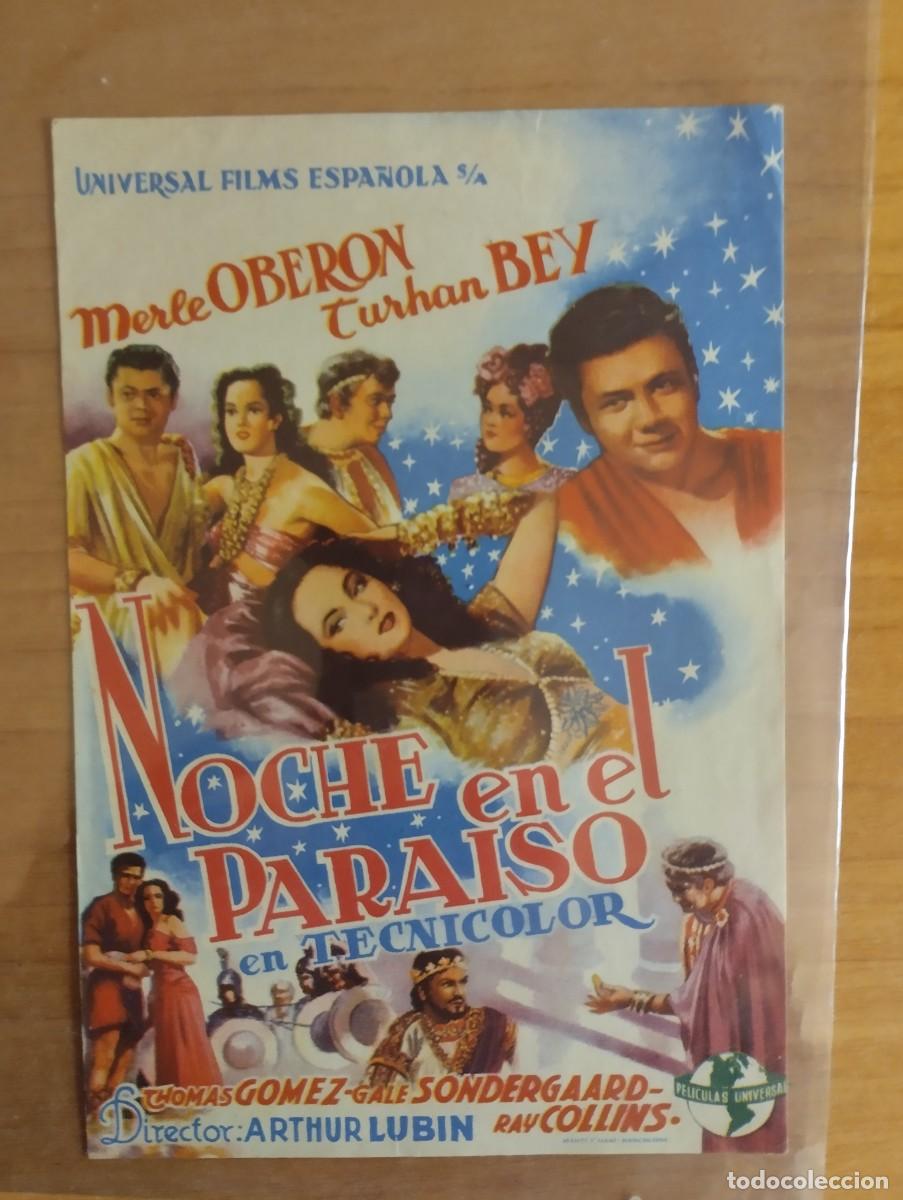 UNIVERSAL FILMS ESPAÑOLA S/A
Merle OBERON
Turhan BEY
NOCHE en el
PARAISO
en TECNICOLOR
THOMAS GOMEZ-GALE SONDERGAARD-
RAY COLLINS.
Director: ARTHUR LUBIN
PELICULAS UNIVERSAL
todocoleccion